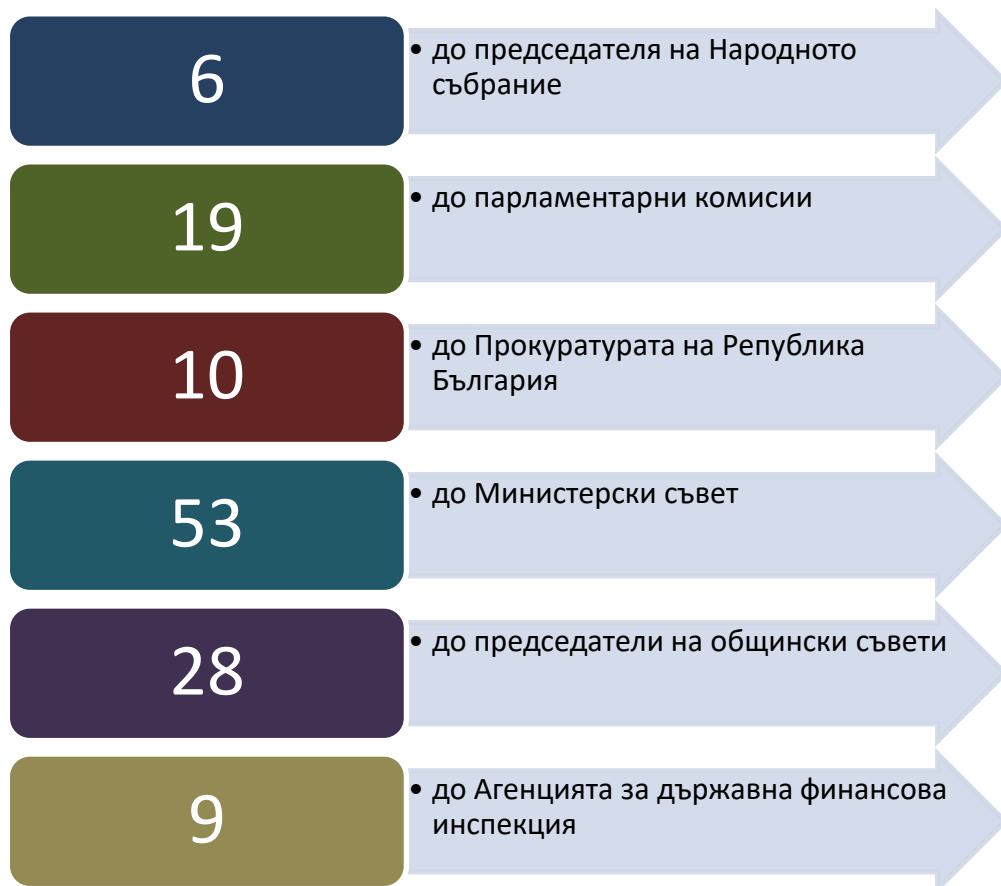 6
• до председателя на Народното
събрание
19
• до парламентарни комисии
10
• до Прокуратурата на Република
България
53
• до Министерски съвет
28
• до председатели на общински съвети
9
• до Агенцията за държавна финансова
инспекция